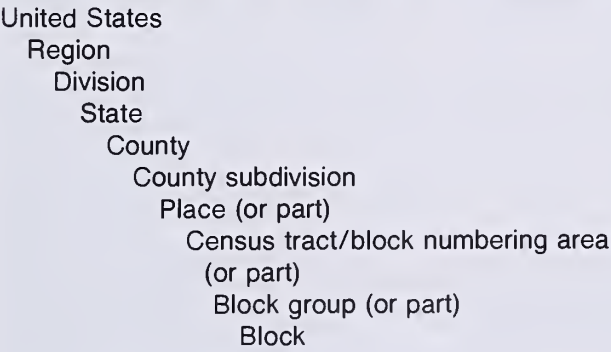 United States
Region
Division
State
County
County subdivision
Place (or part)
Census tract/block numbering area
(or part)
Block group (or part)
Block